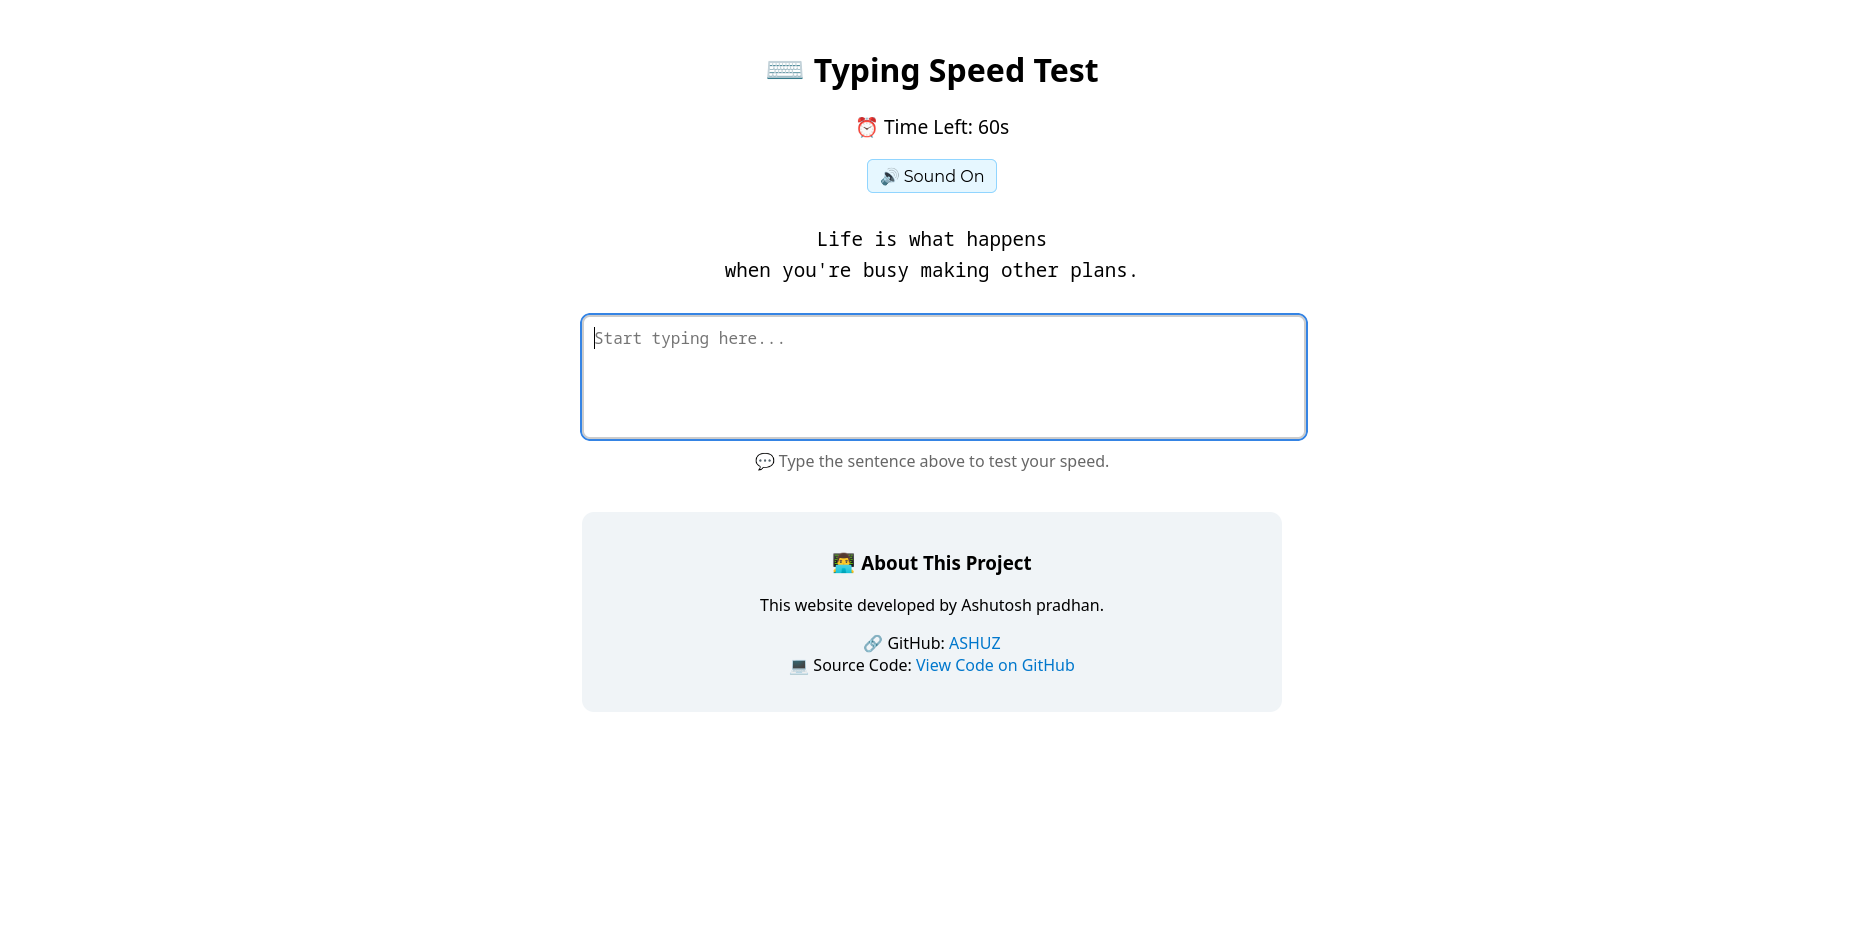 ⌨️ Typing Speed Test
⏰ Time Left: 60s
🔊 Sound On
Life is what happens
when you're busy making other plans.
Start typing here...
💬 Type the sentence above to test your speed.
👨‍💻 About This Project
This website developed by Ashutosh pradhan.
🔗 GitHub: ASHUZ
💻 Source Code: View Code on GitHub